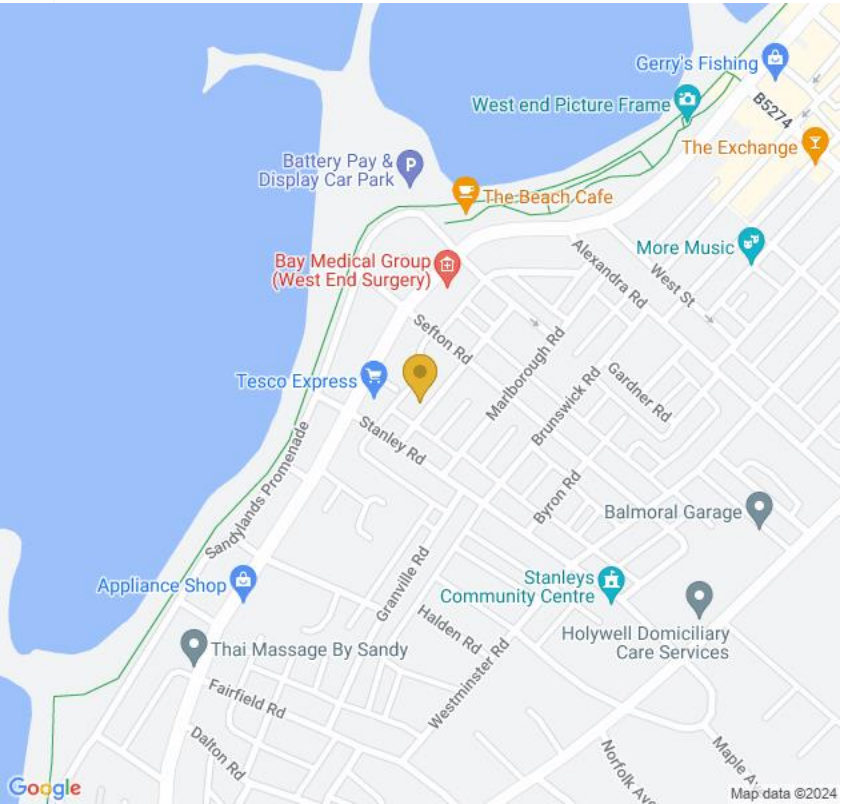 Gerry's Fishing
West end Picture Frame
B5274
The Exchange
Battery Pay &
Display Car Park
P
The Beach Cafe
More Music
Bay Medical Group
(West End Surgery)
Alexandra Rd
West St
Sefton Rd
Marlborough Rd
Tesco Express
Gardner Rd
Brunswick Rd
Stanley Rd
Sandylands Promenade
Byron Rd
Balmoral Garage
Appliance Shop
Granville Rd
Stanleys
Community Centre
Halden Rd
Holywell Domiciliary
Care Services
Thai Massage By Sandy
Westminster Rd
Fairfield Rd
Dalton Rd
Norfolk Av
Maple A
Google
Map data ©2024